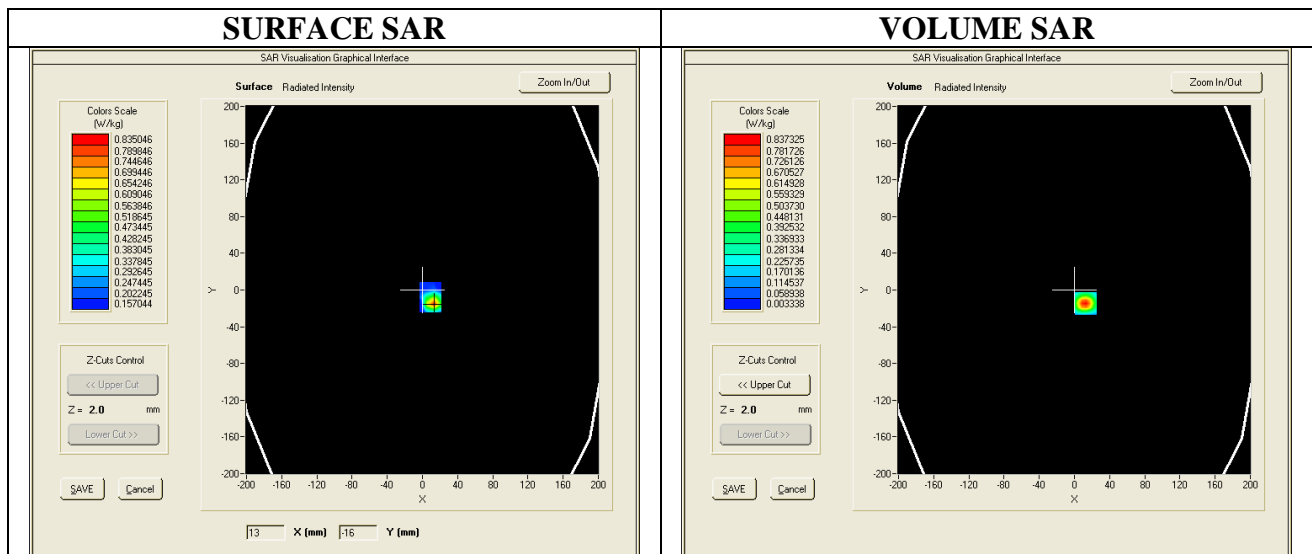 SURFACE SAR
VOLUME SAR
SAR Visualisation Graphical Interface
Surface Radiated Intensity
Zoom In/Out
Colors Scale
(W/kg)
0.835046
0.789846
0.744646
0.699446
0.654246
0.609046
0.563846
0.518645
0.473445
0.428245
0.383045
0.337845
0.292645
0.247445
0.202245
0.157044
Z-Cuts Control
<< Upper Cut
Z = 2.0 mm
Lower Cut >>
SAVE Cancel
200
160
120
80
40
0
-40
-80
-120
-160
-200
Y
-200 -160 -120 -80 -40 0 40 80 120 160 200
X
13 X (mm) -16 Y (mm)
SAR Visualisation Graphical Interface
Volume Radiated Intensity
Zoom In/Out
Colors Scale
(W/kg)
0.837325
0.781726
0.726126
0.670527
0.614928
0.559329
0.503730
0.448131
0.392532
0.336933
0.281334
0.225735
0.170136
0.114537
0.058938
0.003338
Z-Cuts Control
<< Upper Cut
Z = 2.0 mm
Lower Cut >>
SAVE Cancel
200
160
120
80
40
0
-40
-80
-120
-160
-200
Y
-200 -160 -120 -80 -40 0 40 80 120 160 200
X